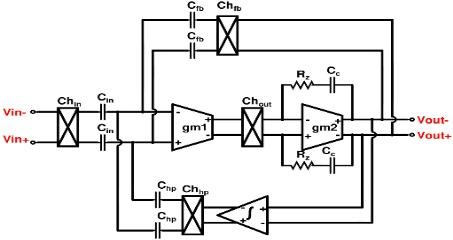 Cfb
Chfb
Cfb
Rz
Cc
Chin
Cin
Chout
Vin-
-
+
-
+
Vout-
gm1
gm2
Vin+
Cin
+
-
+
-
Vout+
Rz
Cc
Chp
Chhp
-
+
∫
Chp
+
-